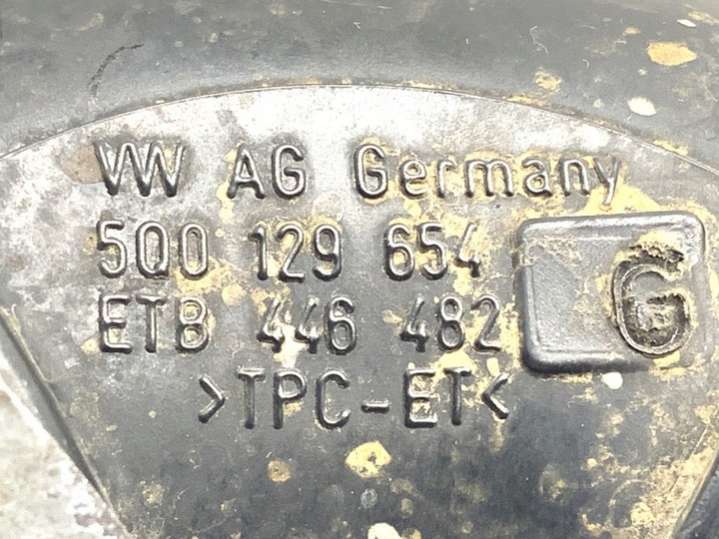 VW AG Germany
5Q0 129 654 G
ETB 446 482
>TPC-ET<